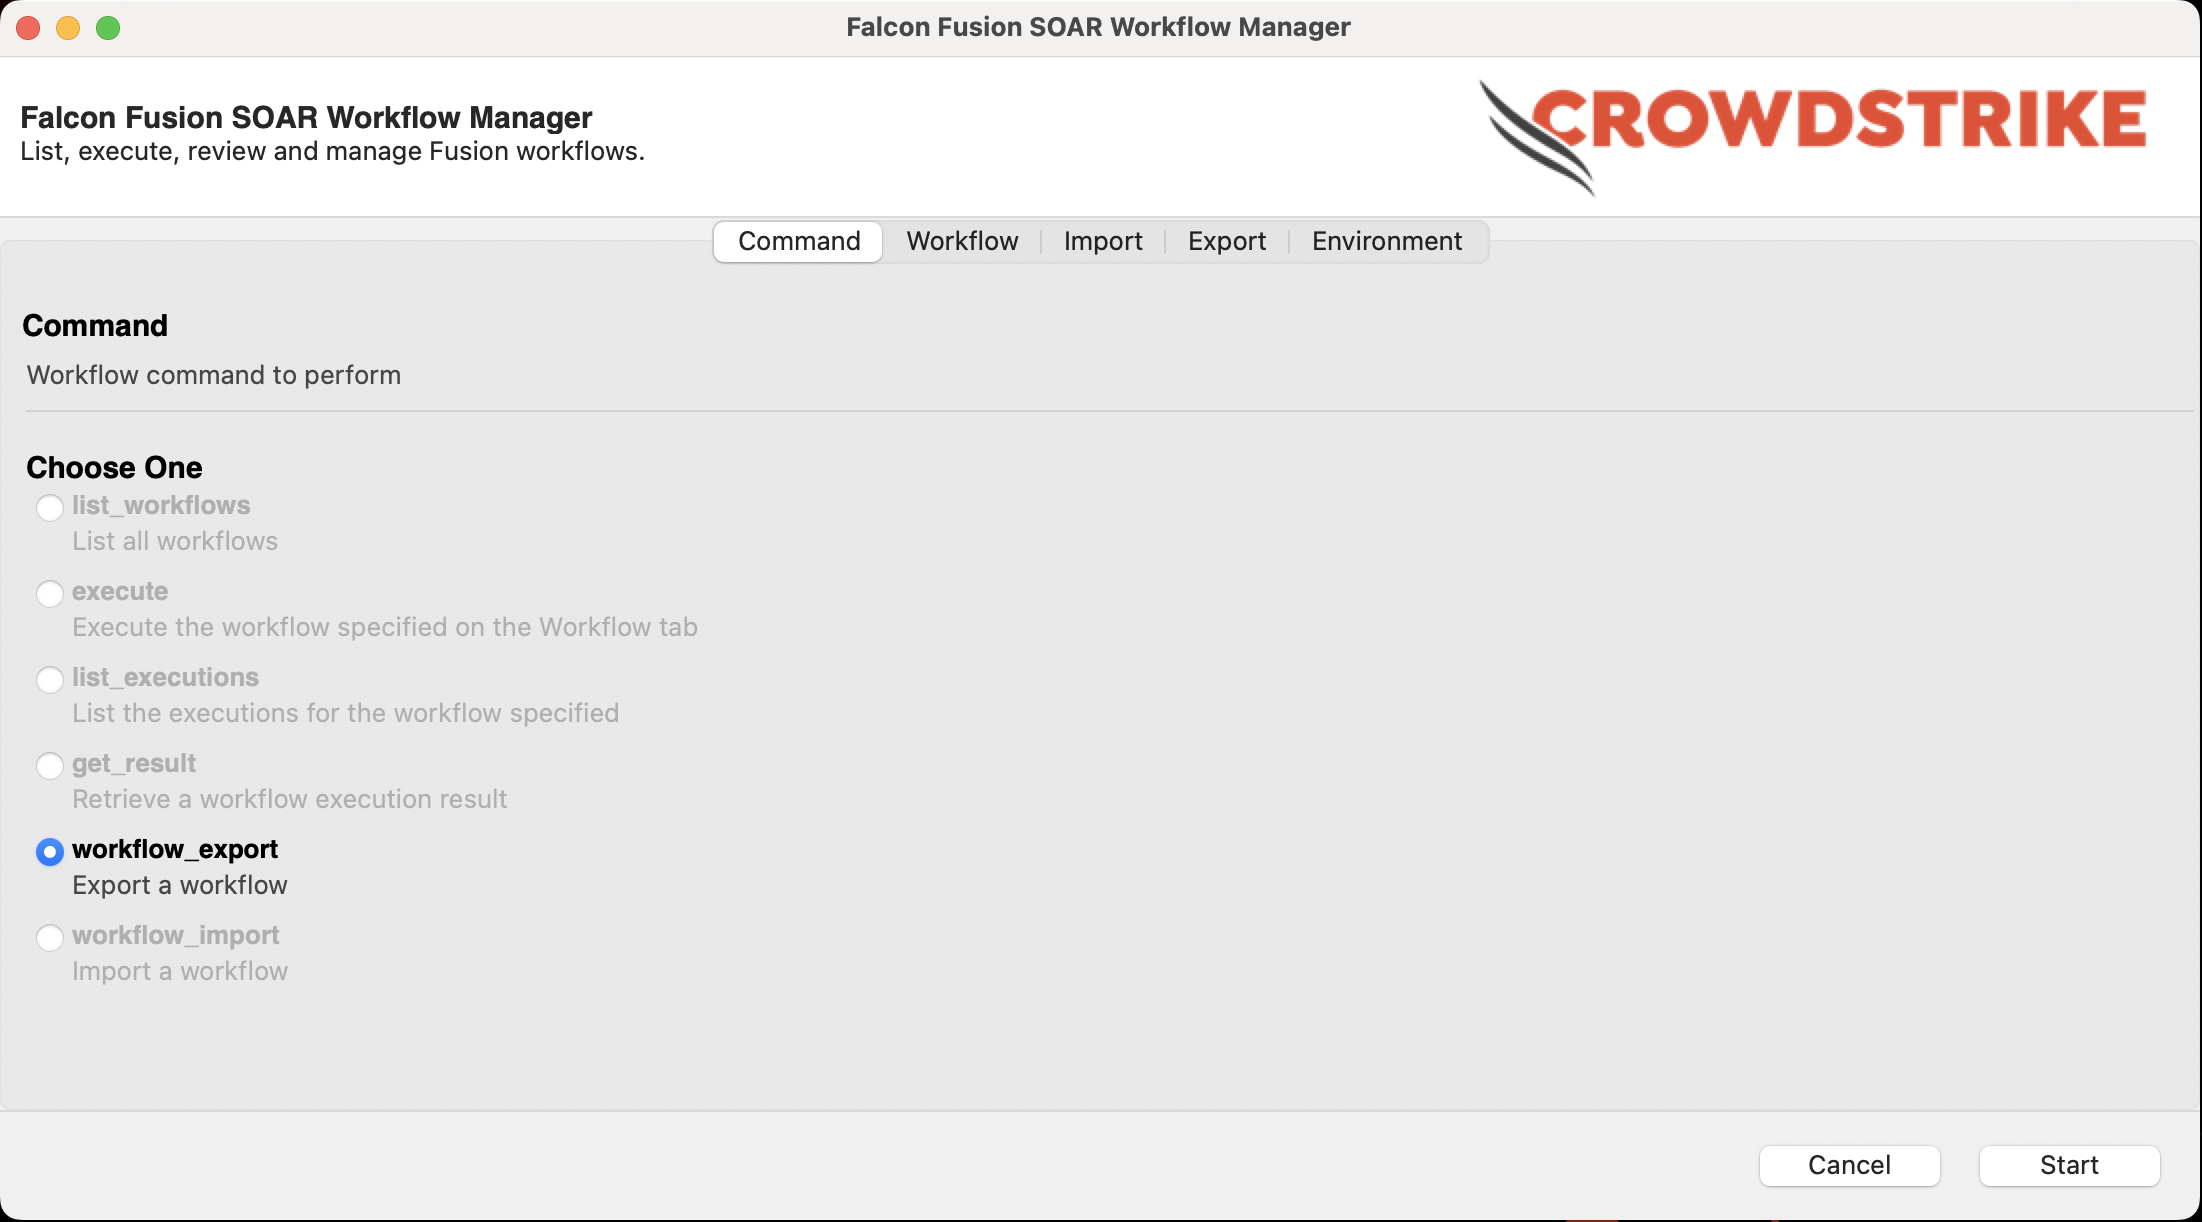 Falcon Fusion SOAR Workflow Manager
Falcon Fusion SOAR Workflow Manager
List, execute, review and manage Fusion workflows.
CROWDSTRIKE
Command Workflow Import Export Environment
Command
Workflow command to perform
Choose One
list_workflows
List all workflows
execute
Execute the workflow specified on the Workflow tab
list_executions
List the executions for the workflow specified
get_result
Retrieve a workflow execution result
workflow_export
Export a workflow
workflow_import
Import a workflow
Cancel Start